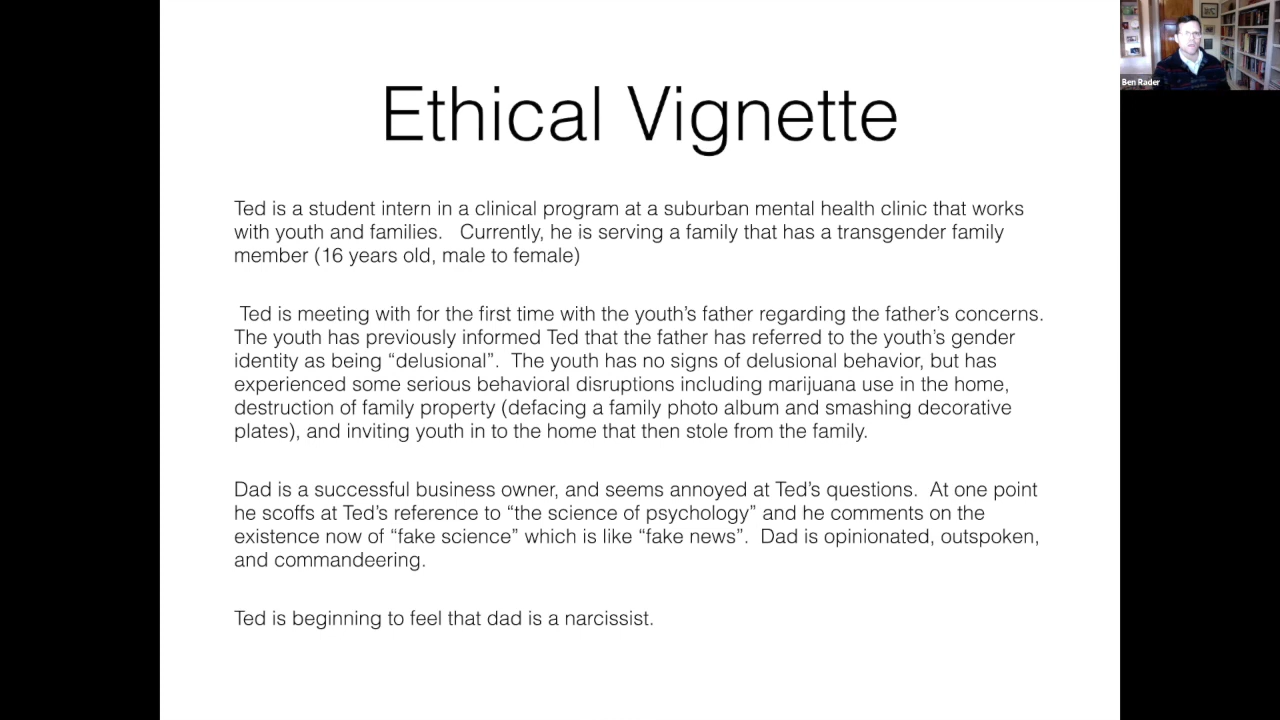 Ethical Vignette
Ben Rader
Ted is a student intern in a clinical program at a suburban mental health clinic that works
with youth and families. Currently, he is serving a family that has a transgender family
member (16 years old, male to female)
Ted is meeting with for the first time with the youth’s father regarding the father’s concerns.
The youth has previously informed Ted that the father has referred to the youth’s gender
identity as being “delusional”. The youth has no signs of delusional behavior, but has
experienced some serious behavioral disruptions including marijuana use in the home,
destruction of family property (defacing a family photo album and smashing decorative
plates), and inviting youth in to the home that then stole from the family.
Dad is a successful business owner, and seems annoyed at Ted’s questions. At one point
he scoffs at Ted’s reference to “the science of psychology” and he comments on the
existence now of “fake science” which is like “fake news”. Dad is opinionated, outspoken,
and commandeering.
Ted is beginning to feel that dad is a narcissist.